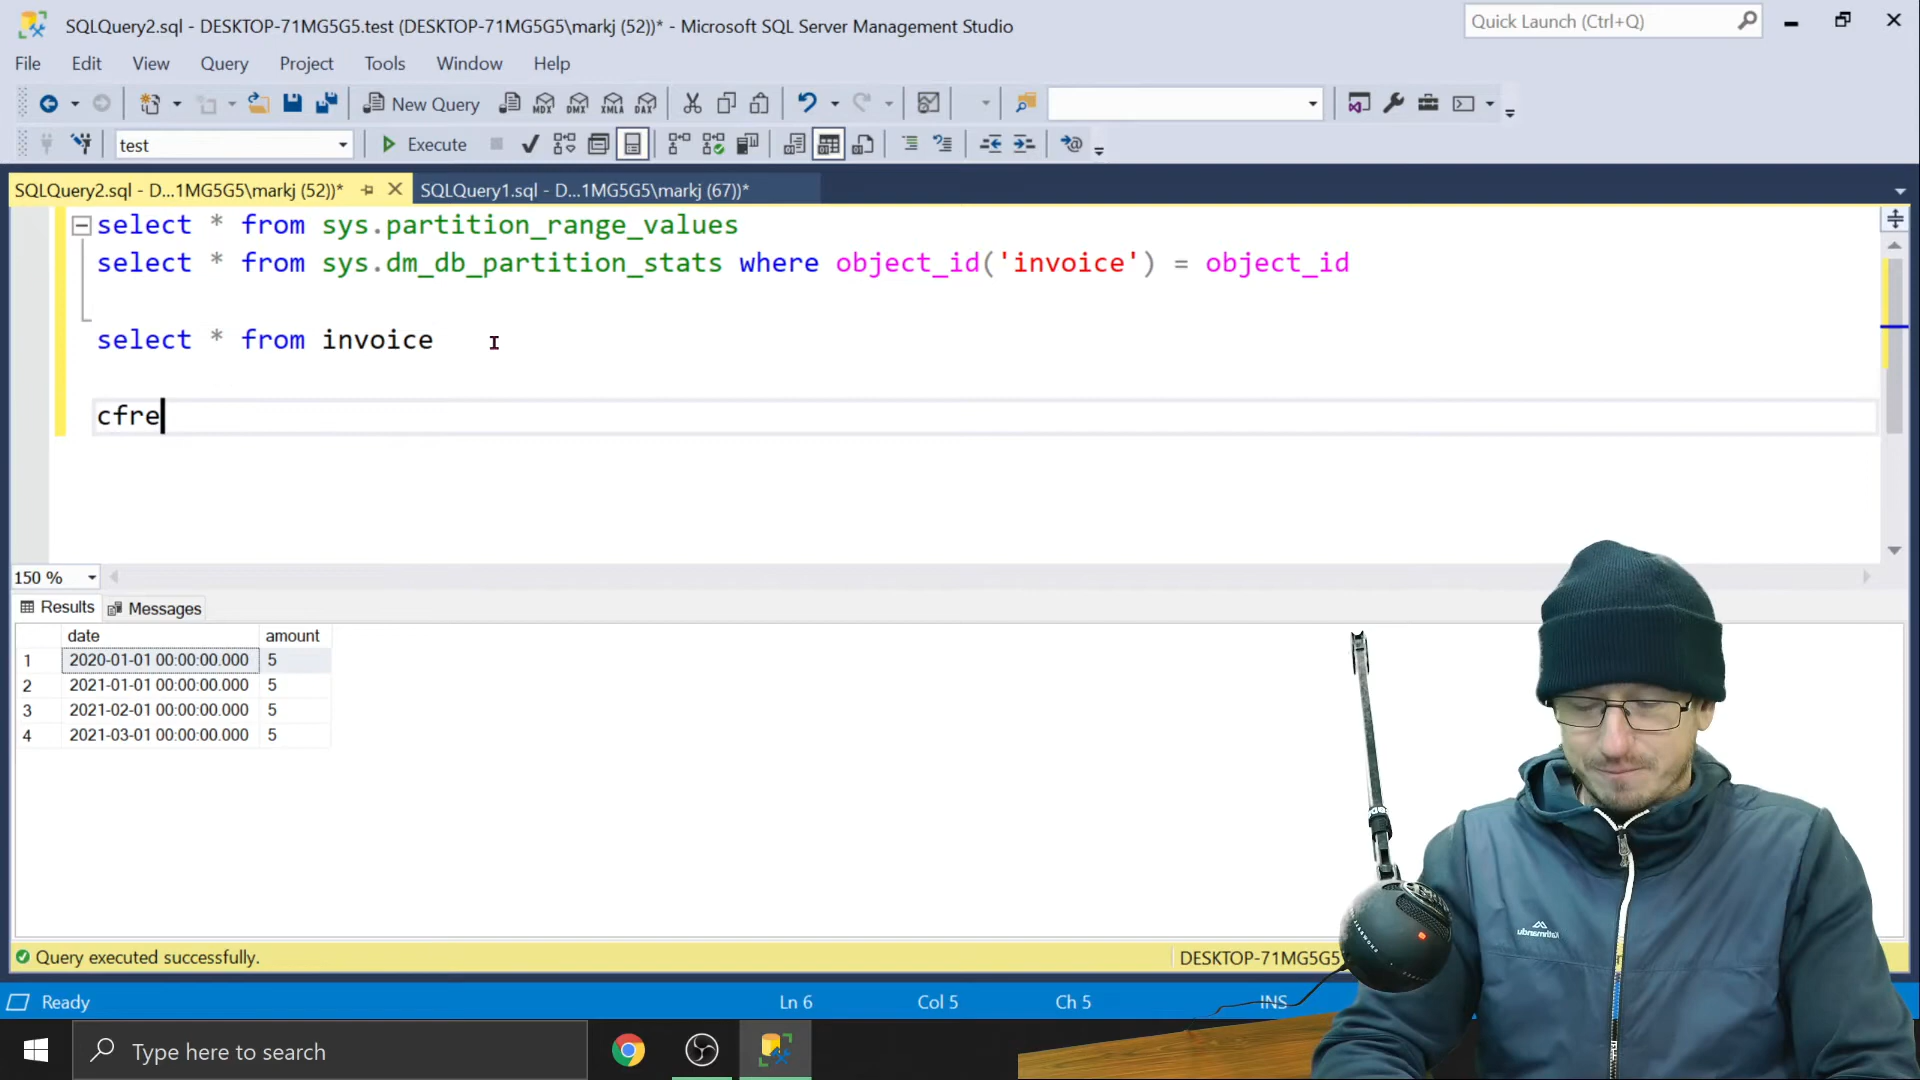 SQLQuery2.sql - DESKTOP-71MG5G5.test (DESKTOP-71MG5G5\markj (52))* - Microsoft SQL Server Management Studio
Quick Launch (Ctrl+Q)
File Edit View Query Project Tools Window Help
New Query MDX DMX XMLA DAX
test Execute
SQLQuery2.sql - D...1MG5G5\markj (52))* SQLQuery1.sql - D...1MG5G5\markj (67))*
select * from sys.partition_range_values
select * from sys.dm_db_partition_stats where object_id('invoice') = object_id
select * from invoice
cfre
150 %
Results Messages
date amount
1 2020-01-01 00:00:00.000 5
2 2021-01-01 00:00:00.000 5
3 2021-02-01 00:00:00.000 5
4 2021-03-01 00:00:00.000 5
Query executed successfully. DESKTOP-71MG5G5
Ready Ln 6 Col 5 Ch 5 INS
Type here to search